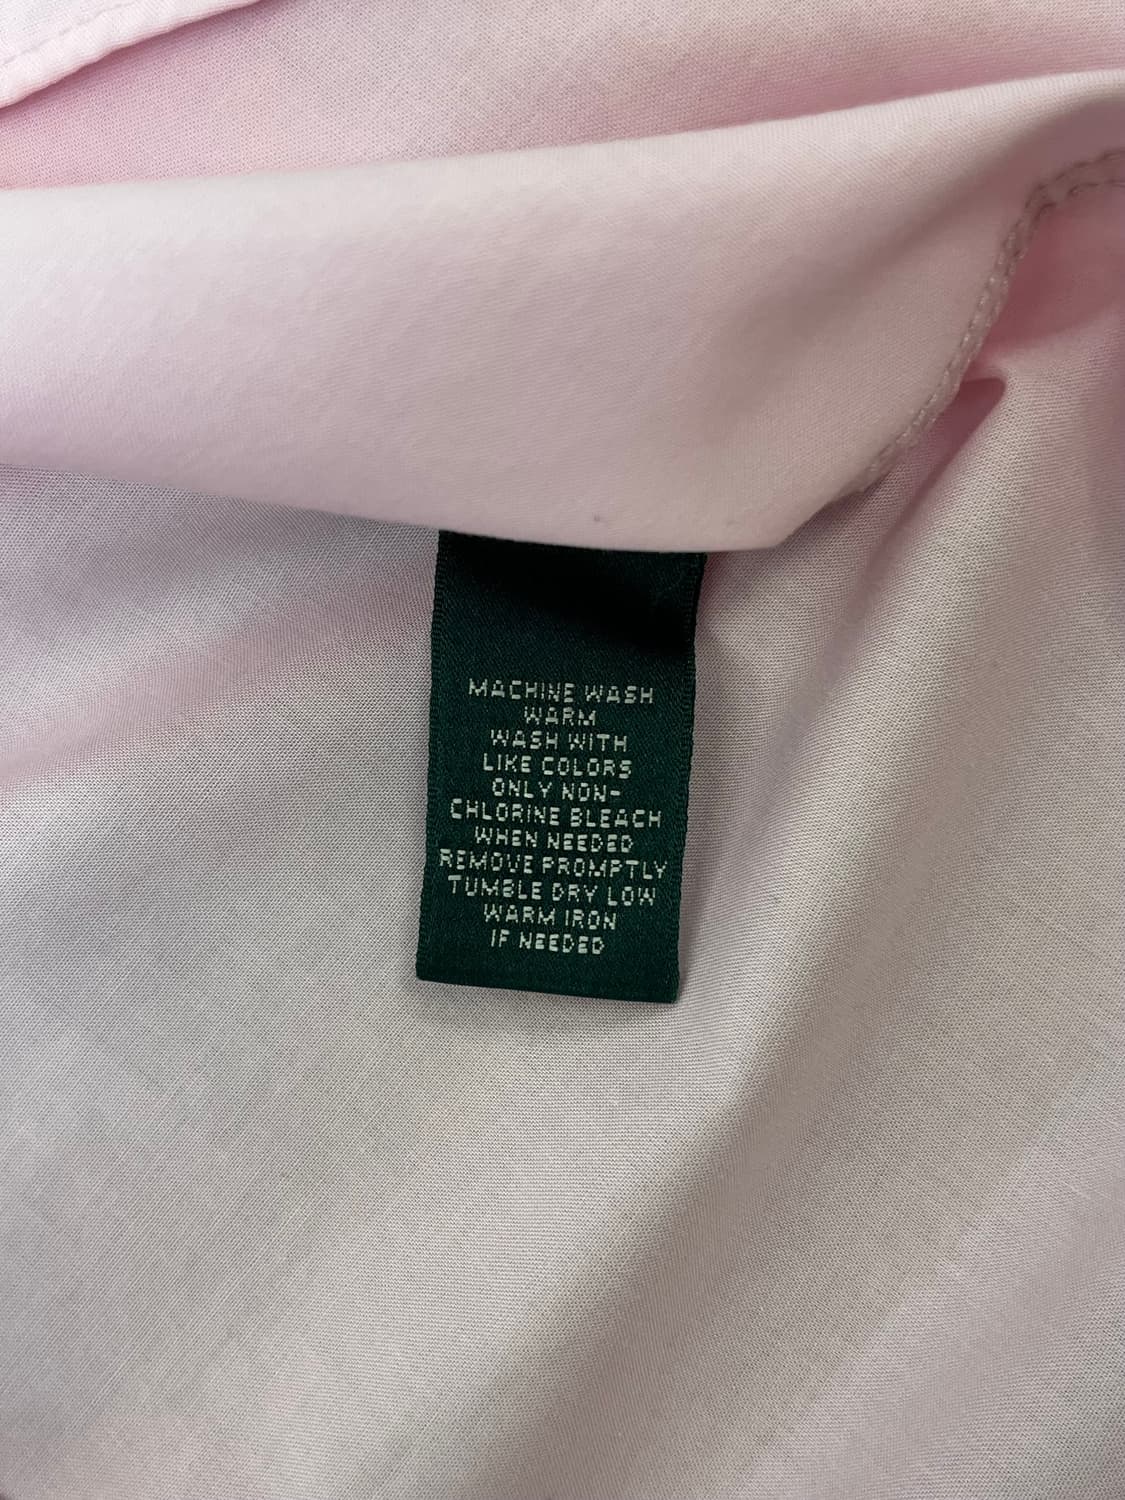 MACHINE WASH
WARM
WASH WITH
LIKE COLORS
ONLY NON-
CHLORINE BLEACH
WHEN NEEDED
REMOVE PROMPTLY
TUMBLE DRY LOW
WARM IRON
IF NEEDED